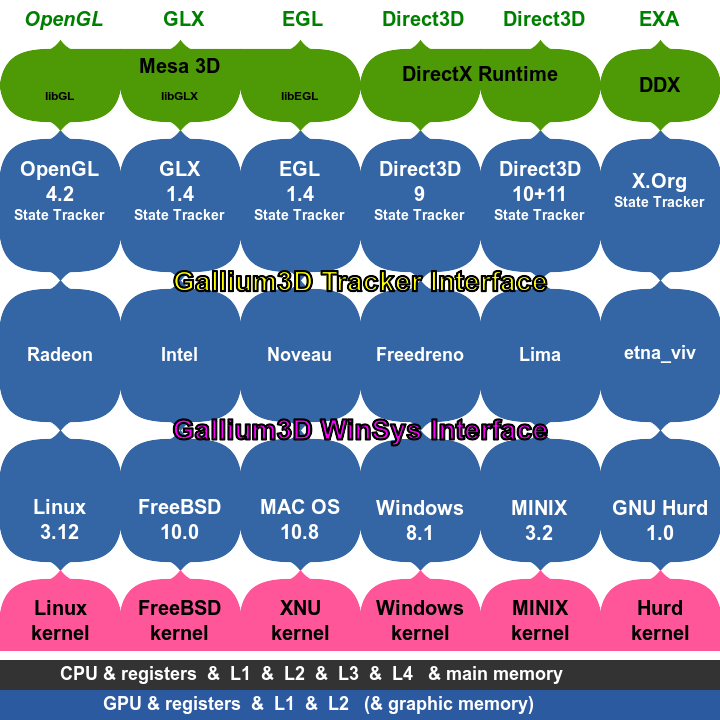 OpenGL GLX EGL Direct3D Direct3D EXA
Mesa 3D DirectX Runtime DDX
libGL libGLX libEGL
OpenGL GLX EGL Direct3D Direct3D X.Org
4.2 1.4 1.4 9 10+11 State Tracker
State Tracker State Tracker State Tracker State Tracker State Tracker
Gallium3D Tracker Interface
Radeon Intel Noveau Freedreno Lima etna_viv
Gallium3D WinSys Interface
Linux FreeBSD MAC OS Windows MINIX GNU Hurd
3.12 10.0 10.8 8.1 3.2 1.0
Linux FreeBSD XNU Windows MINIX Hurd
kernel kernel kernel kernel kernel kernel
CPU & registers & L1 & L2 & L3 & L4 & main memory
GPU & registers & L1 & L2 (& graphic memory)